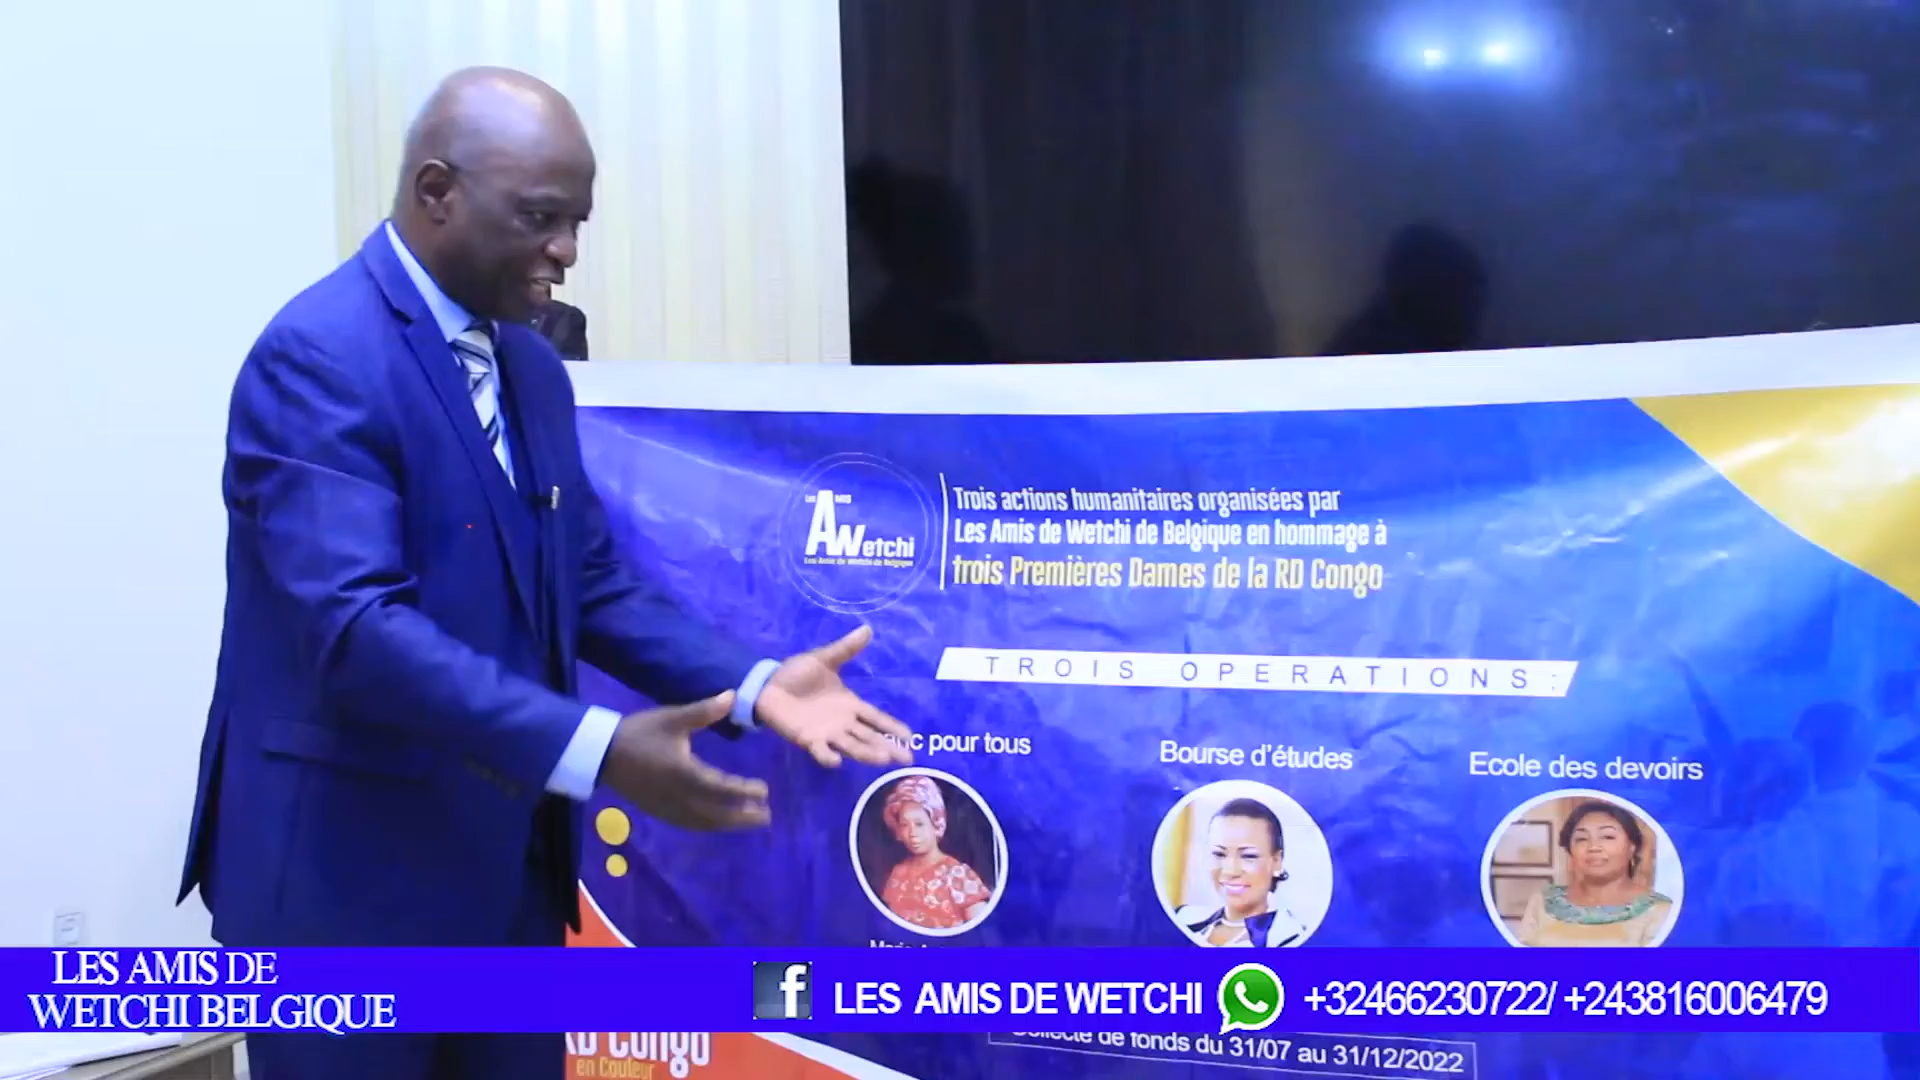 Les AMIS
AWetchi
Les Amis de Wetchi de Belgique
Trois actions humanitaires organisées par
Les Amis de Wetchi de Belgique en hommage à
trois Premières Dames de la RD Congo
TROIS OPERATIONS:
pour tous
Bourse d'études
Ecole des devoirs
LES AMIS DE
WETCHI BELGIQUE
f LES AMIS DE WETCHI +32466230722/ +243816006479
RD Congo
en Couleur
Collecte de fonds du 31/07 au 31/12/2022